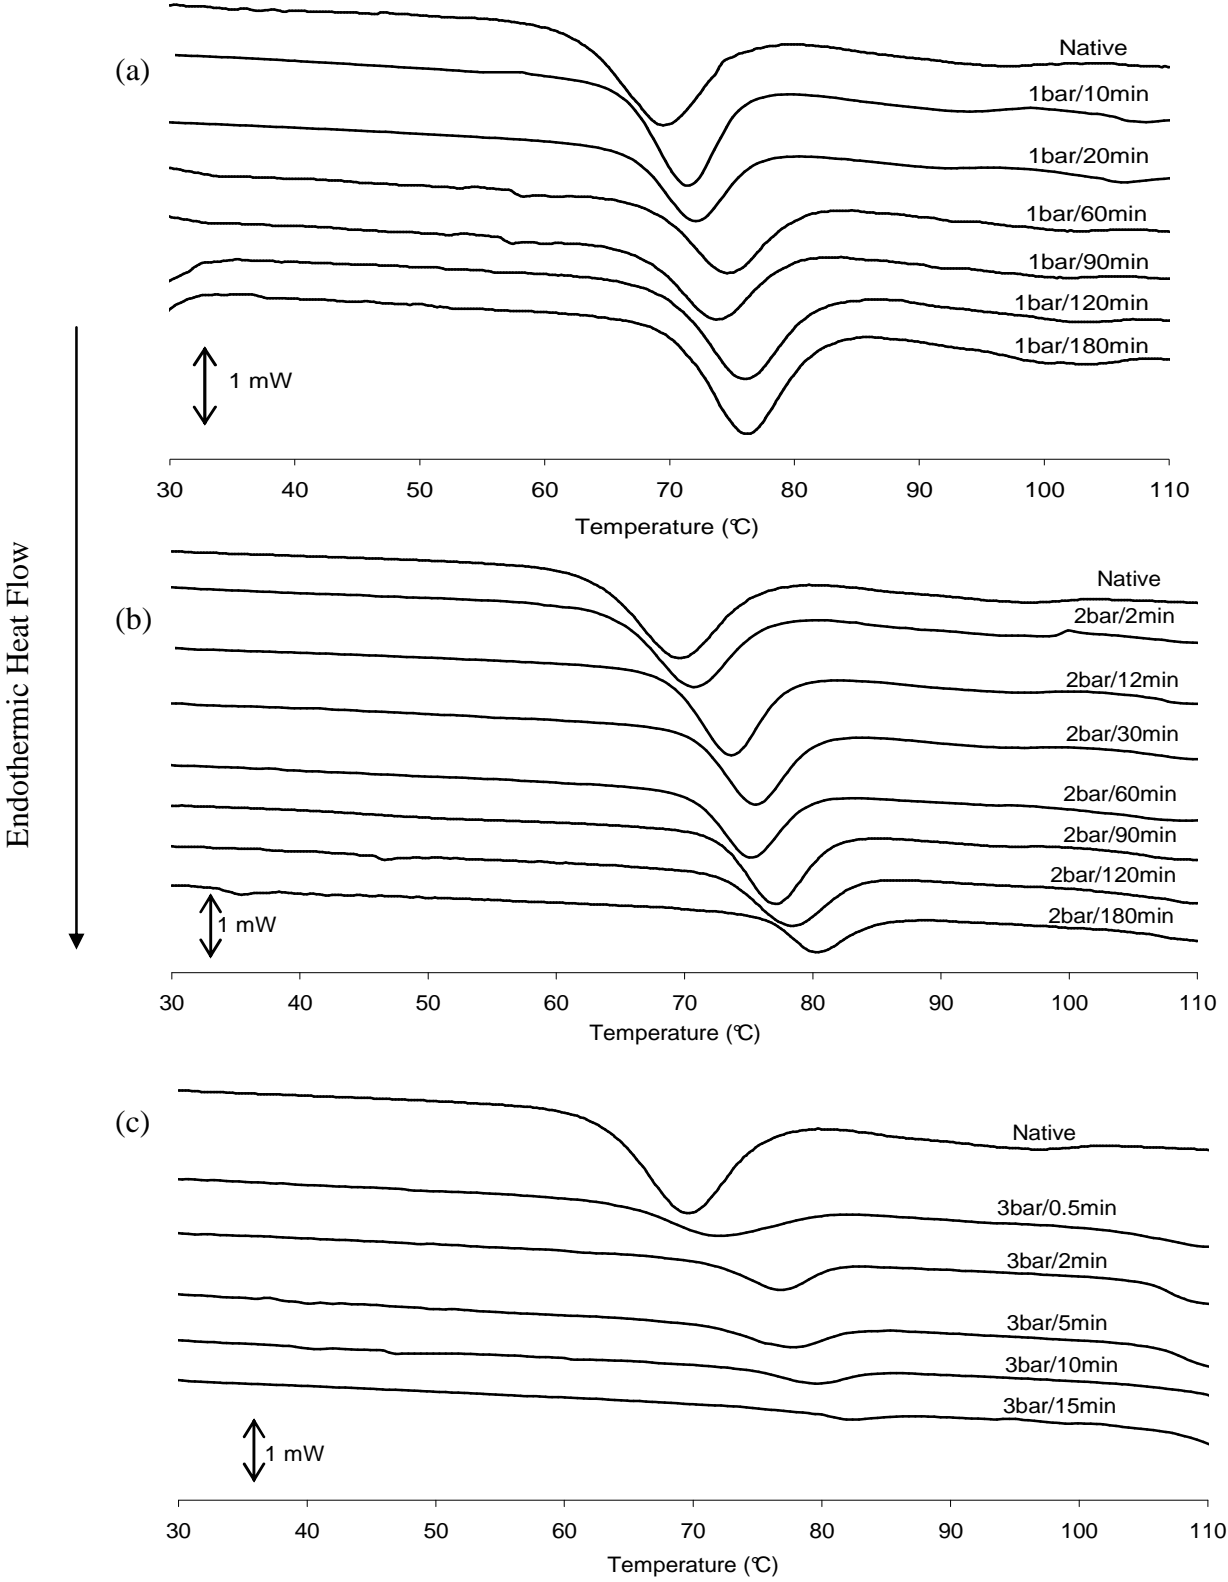 (a)
Native
1bar/10min
1bar/20min
1bar/60min
1bar/90min
1bar/120min
1bar/180min
1 mW
30 40 50 60 70 80 90 100 110
Temperature (°C)
Endothermic Heat Flow
(b)
Native
2bar/2min
2bar/12min
2bar/30min
2bar/60min
2bar/90min
2bar/120min
2bar/180min
1 mW
30 40 50 60 70 80 90 100 110
Temperature (°C)
(c)
Native
3bar/0.5min
3bar/2min
3bar/5min
3bar/10min
3bar/15min
1 mW
30 40 50 60 70 80 90 100 110
Temperature (°C)